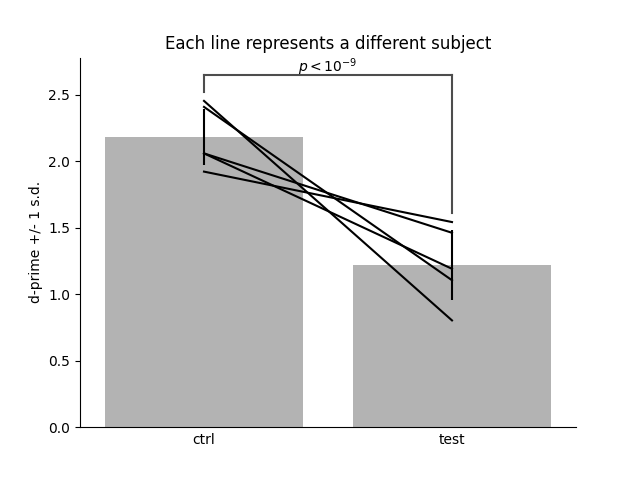 Each line represents a different subject
p < 10⁻⁹
2.5
2.0
1.5
1.0
0.5
0.0
d-prime +/- 1 s.d.
ctrl test